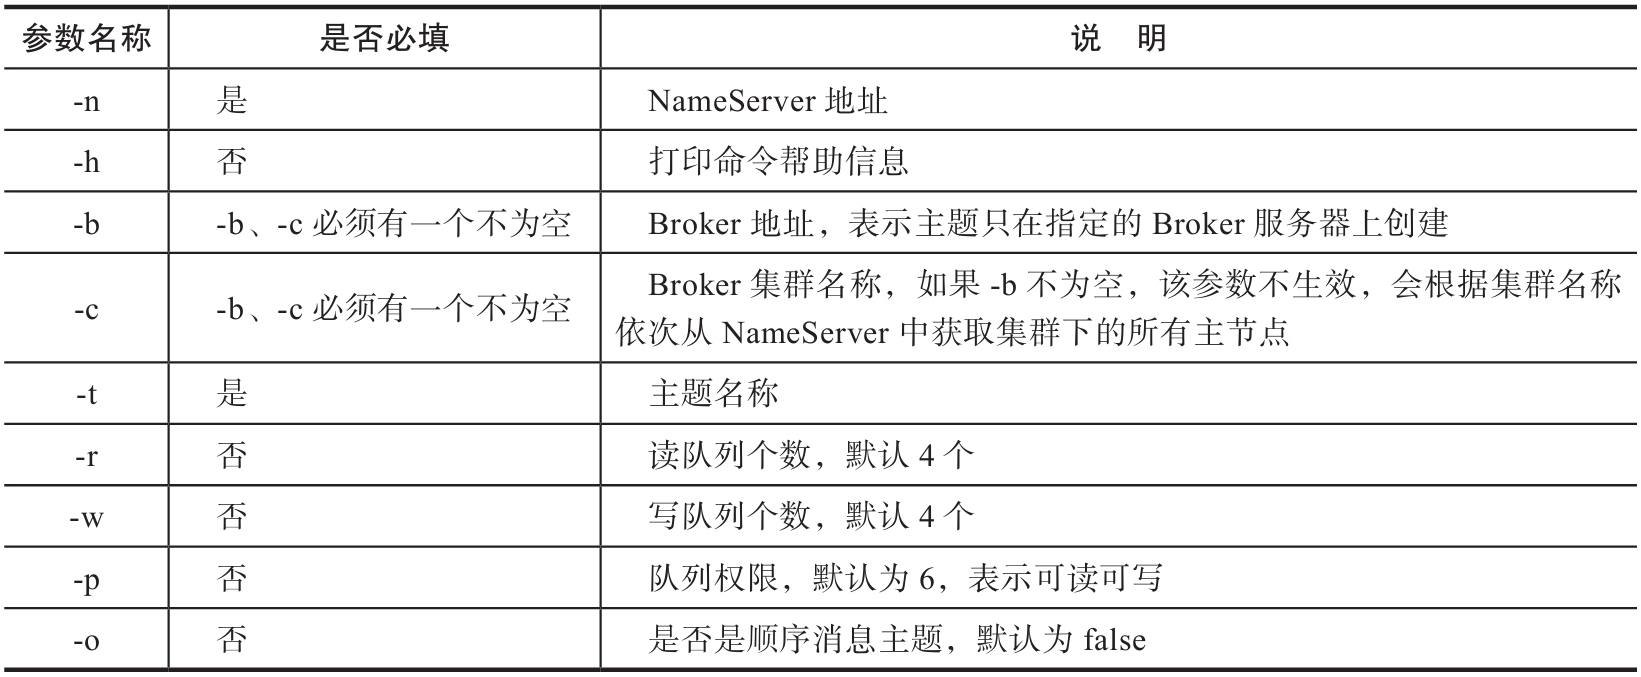 参数名称 是否必填 说 明
-n 是 NameServer 地址
-h 否 打印命令帮助信息
-b -b、-c 必须有一个不为空 Broker 地址，表示主题只在指定的 Broker 服务器上创建
-c -b、-c 必须有一个不为空 Broker 集群名称，如果 -b 不为空，该参数不生效，会根据集群名称
依次从 NameServer 中获取集群下的所有主节点
-t 是 主题名称
-r 否 读队列个数，默认 4 个
-w 否 写队列个数，默认 4 个
-p 否 队列权限，默认为 6，表示可读可写
-o 否 是否是顺序消息主题，默认为 false